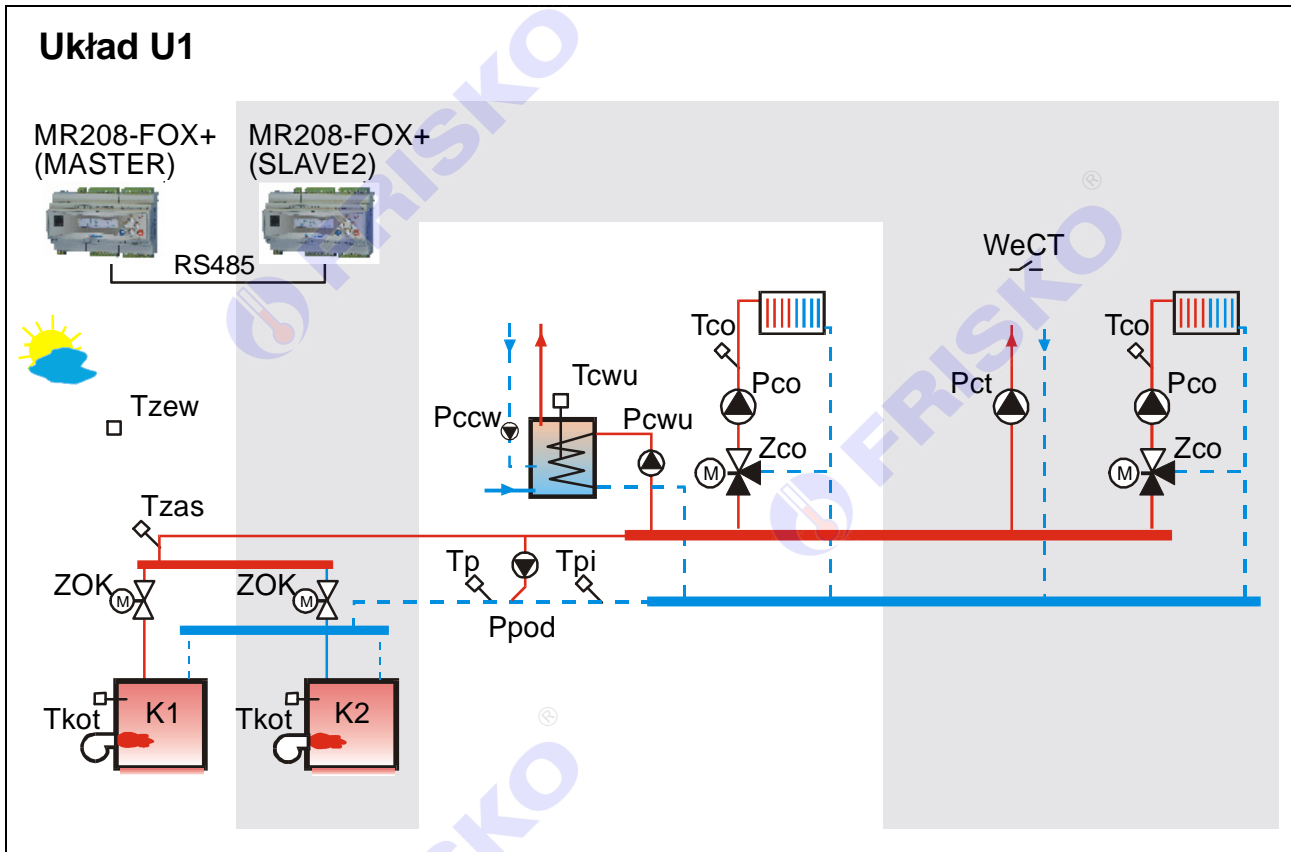 Układ U1
MR208-FOX+
(MASTER)
MR208-FOX+
(SLAVE2)
RS485
FRISKO
®
WeCT
Tco
Tco
Tcwu
Pco
Pct
Pco
Tzew
Pccw
Pcwu
FRISKO
Zco
Zco
M
M
Tzas
Tp
Tpi
ZOK
M
ZOK
M
Ppod
K1
K2
Tkot
Tkot
®
FRISKO